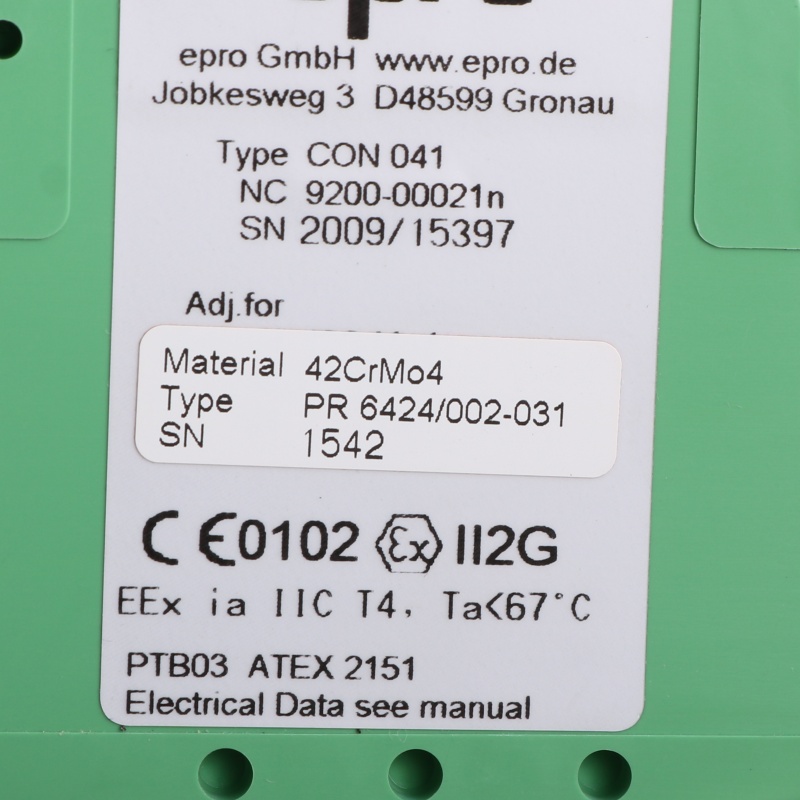 epro
epro GmbH www.epro.de
Jobkesweg 3 D48599 Gronau
Type CON 041
NC 9200-00021n
SN 2009/15397
Adj.for
Material 42CrMo4
Type PR 6424/002-031
SN 1542
CE0102 Ex II2G
EEx ia IIC T4, Ta<67°C
PTB03 ATEX 2151
Electrical Data see manual